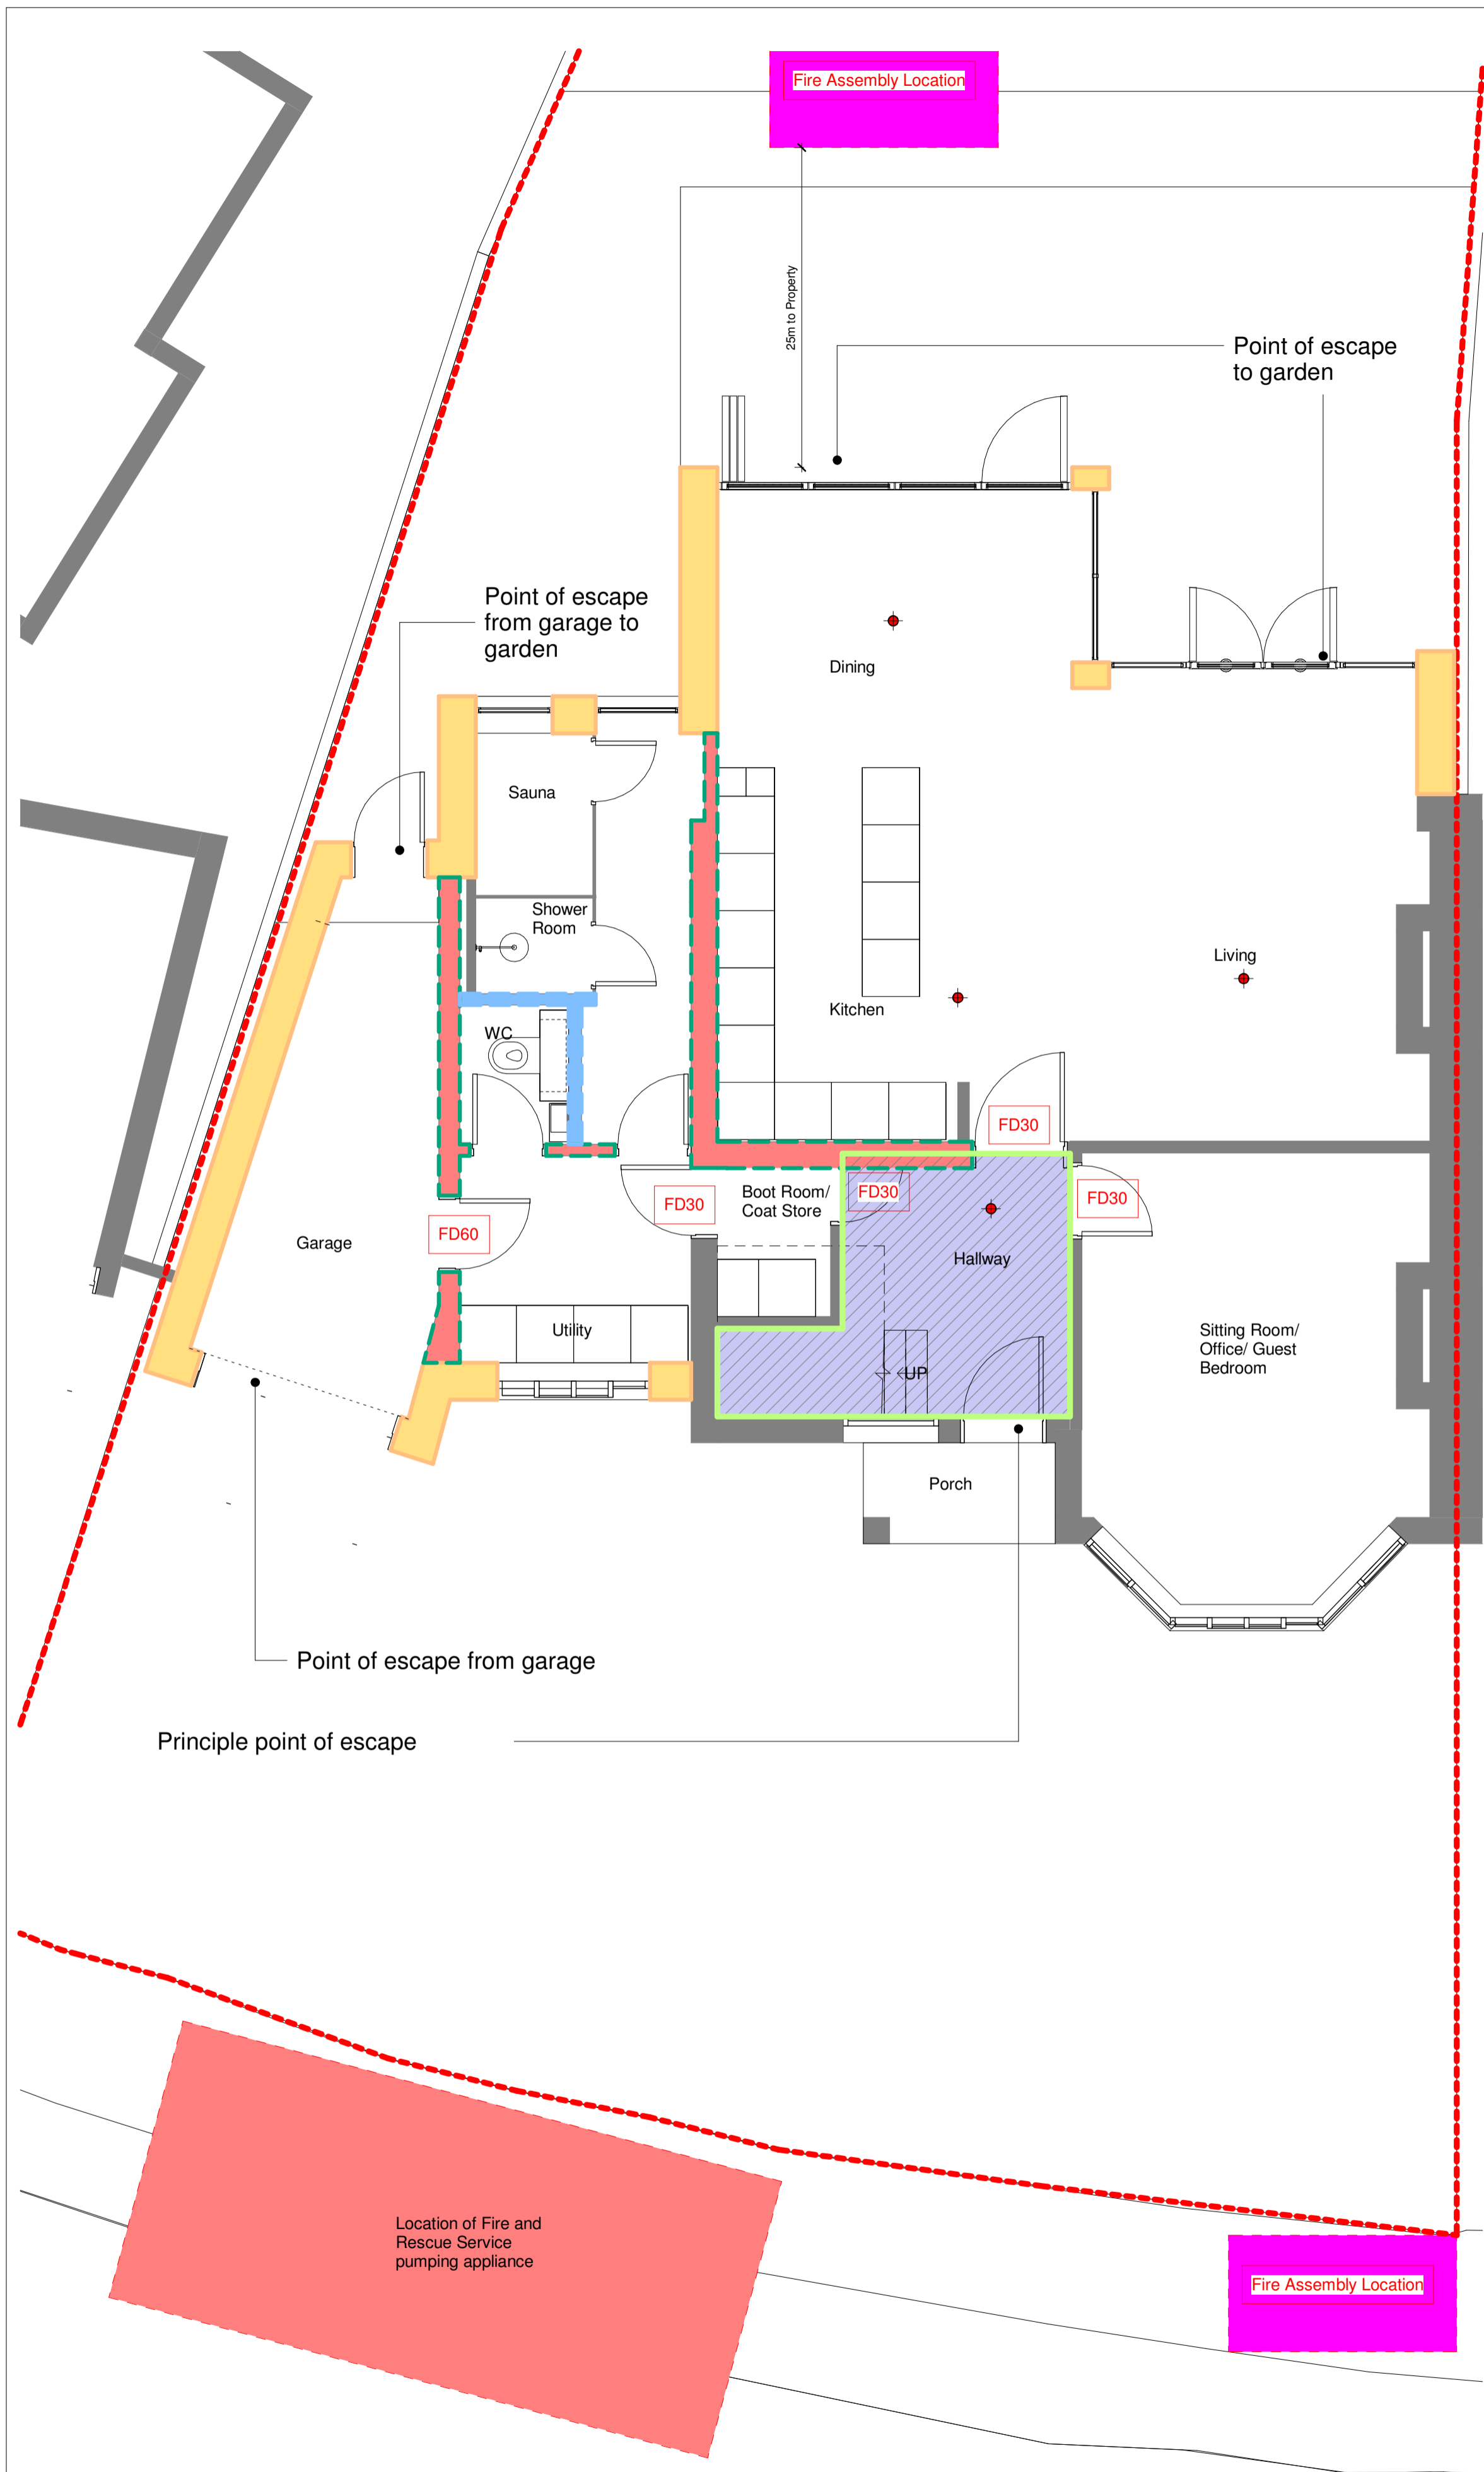 Fire Assembly Location
25m to Property
Point of escape
to garden
Point of escape
from garage to
garden
Dining
Sauna
Shower
Room
Living
Kitchen
WC
FD30
Boot Room/
Coat Store
FD30
FD30
FD30
FD60
Garage
Hallway
Utility
Sitting Room/
Office/ Guest
Bedroom
UP
Porch
Point of escape from garage
Principle point of escape
Location of Fire and
Rescue Service
pumping appliance
Fire Assembly Location